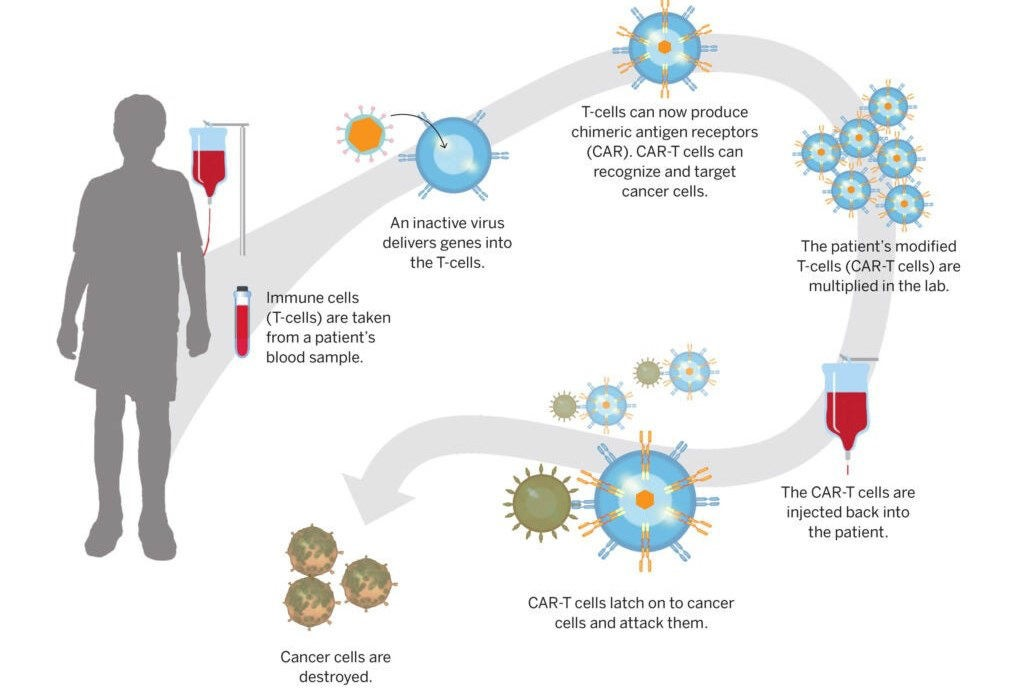 Immune cells
(T-cells) are taken
from a patient's
blood sample.
An inactive virus
delivers genes into
the T-cells.
T-cells can now produce
chimeric antigen receptors
(CAR). CAR-T cells can
recognize and target
cancer cells.
The patient's modified
T-cells (CAR-T cells) are
multiplied in the lab.
The CAR-T cells are
injected back into
the patient.
CAR-T cells latch on to cancer
cells and attack them.
Cancer cells are
destroyed.